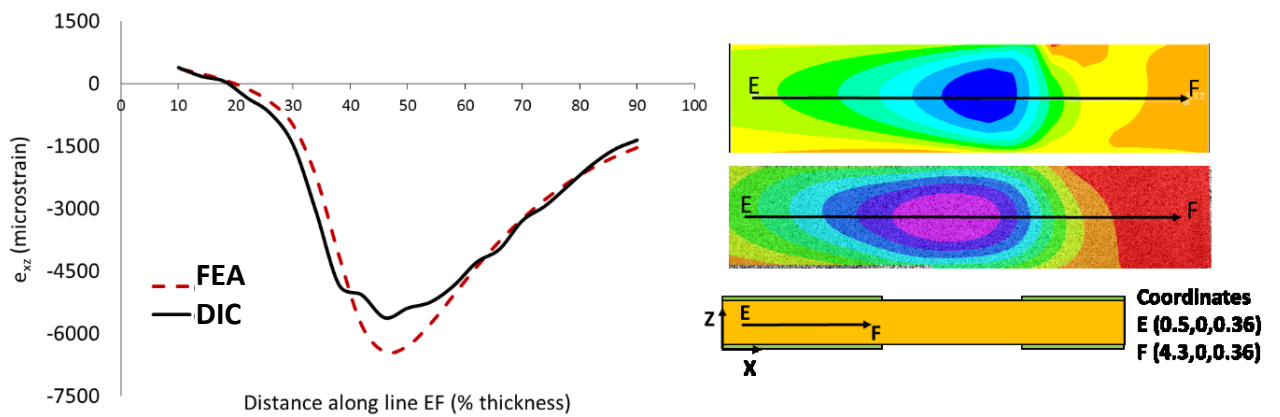 1500
0
-1500
-3000
-4500
-6000
-7500
0 10 20 30 40 50 60 70 80 90 100
e_xz (microstrain)
Distance along line EF (% thickness)
FEA
DIC
E F
xz
E F
Z
E
F
X
Coordinates
E (0.5,0,0.36)
F (4.3,0,0.36)